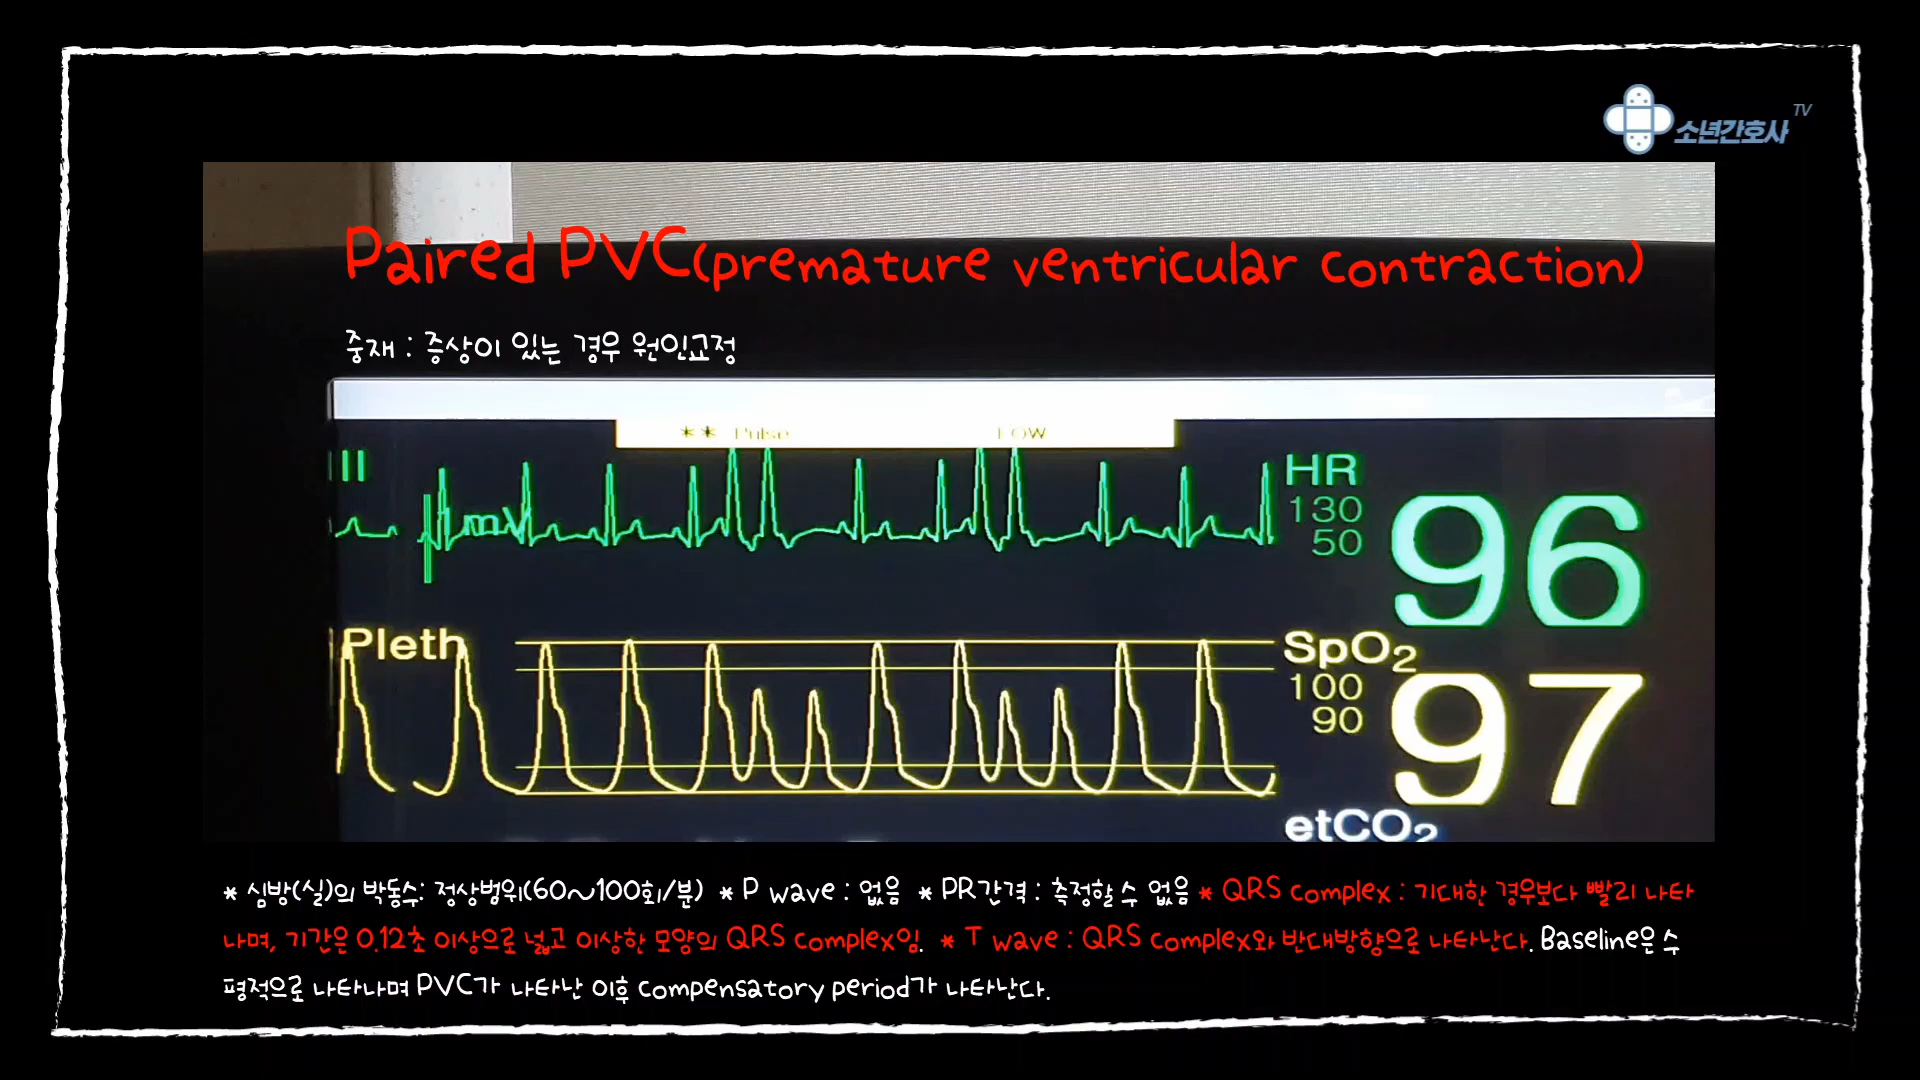 소년간호사 TV
Paired PVC(premature ventricular contraction)
중재 : 증상이 있는 경우 원인교정
** Pulse LOW
II
1mV
HR
130
50
96
Pleth
SpO2
100
90
97
etCO2
* 심방(실)의 박동수: 정상범위(60~100회/분) * P wave : 없음 * PR간격 : 측정할 수 없음 * QRS complex : 기대한 경우보다 빨리 나타
나며, 기간은 0.12초 이상으로 넓고 이상한 모양의 QRS complex임. * T wave : QRS complex와 반대방향으로 나타난다. Baseline은 수
평적으로 나타나며 PVC가 나타난 이후 compensatory period가 나타난다.